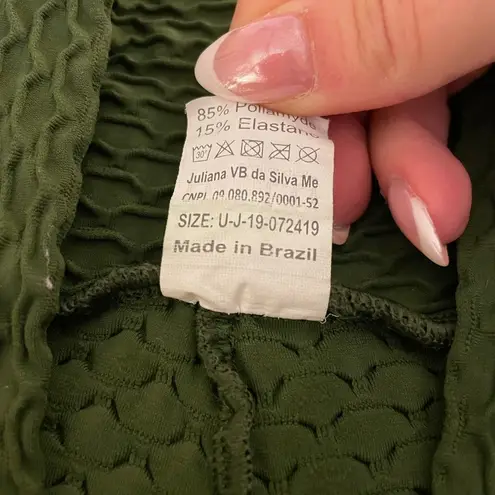 85% Poliamyde
15% Elastane
30°
Juliana VB da Silva Me
CNPJ 09.080.892/0001-52
SIZE: U-J-19-072419
Made in Brazil